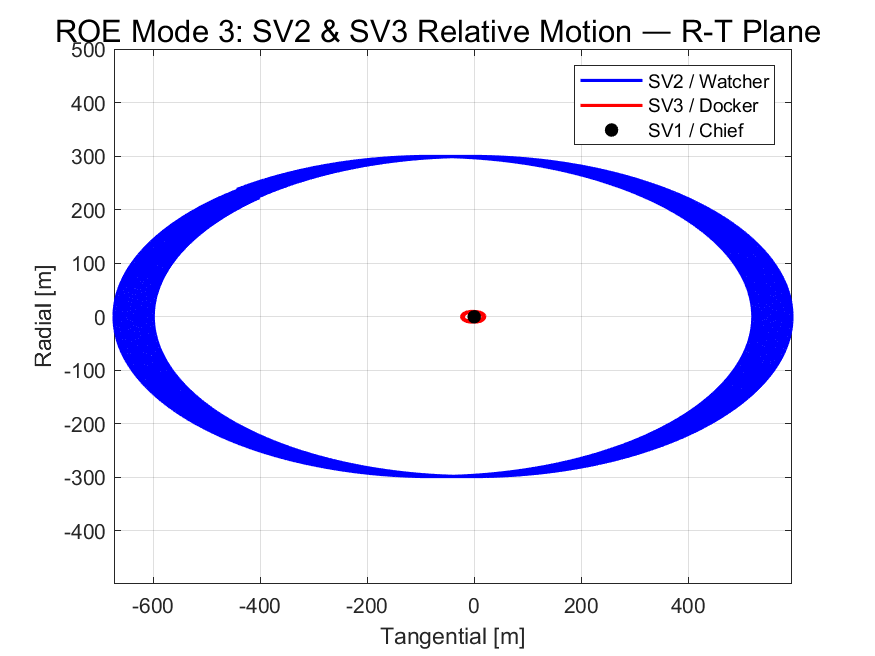 ROE Mode 3: SV2 & SV3 Relative Motion — R-T Plane
SV2 / Watcher
SV3 / Docker
SV1 / Chief
500
400
300
200
100
0
-100
-200
-300
-400
Radial [m]
-600
-400
-200
0
200
400
Tangential [m]